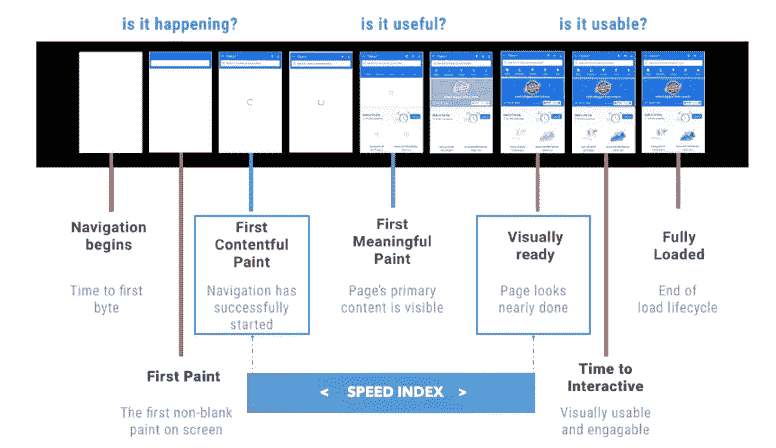 is it happening?
is it useful?
is it usable?
Navigation
begins
Time to first
byte
First
Contentful
Paint
Navigation has
successfully
started
First
Meaningful
Paint
Page's primary
content is visible
Visually
ready
Page looks
nearly done
Fully
Loaded
End of
load lifecycle
First Paint
The first non-blank
paint on screen
< SPEED INDEX >
Time to
Interactive
Visually usable
and engagable